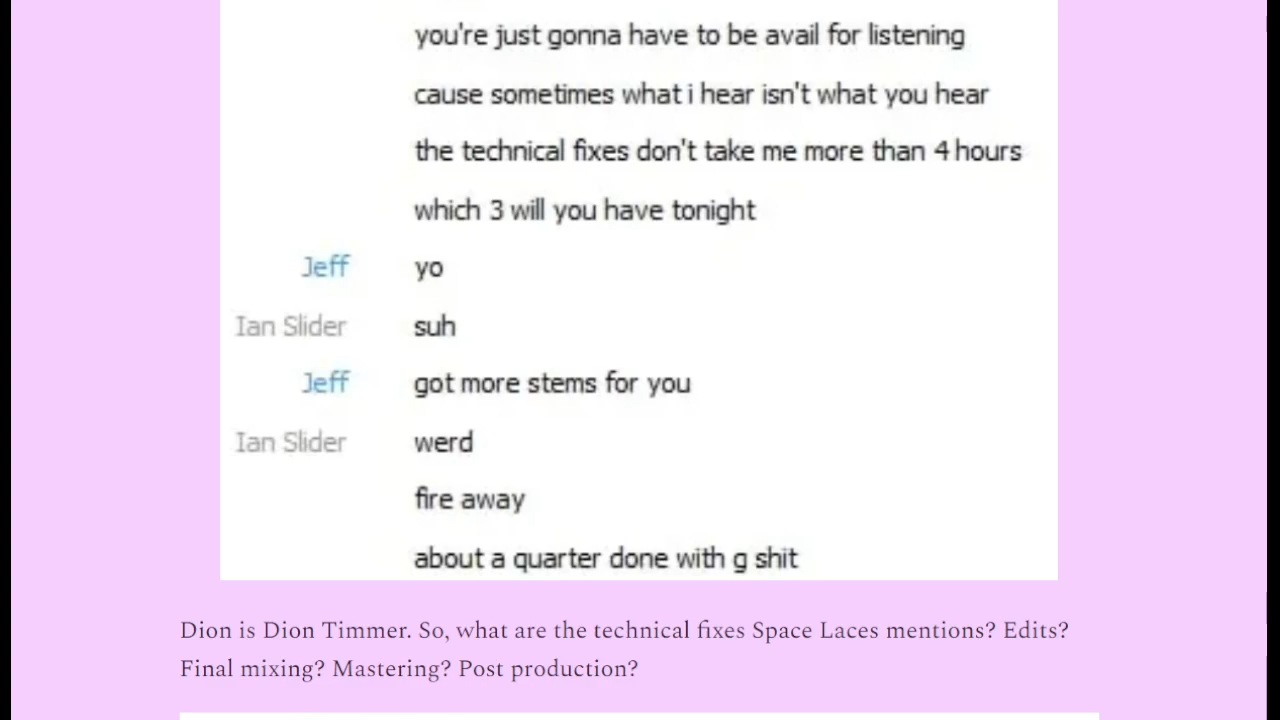 you're just gonna have to be avail for listening
cause sometimes what i hear isn't what you hear
the technical fixes don't take me more than 4 hours
which 3 will you have tonight
Jeff yo
Ian Slider suh
Jeff got more stems for you
Ian Slider werd
fire away
about a quarter done with g shit
Dion is Dion Timmer. So, what are the technical fixes Space Laces mentions? Edits?
Final mixing? Mastering? Post production?